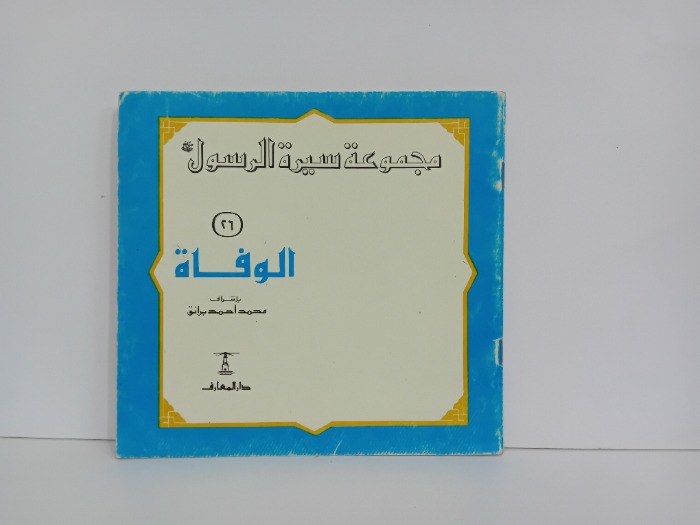 مجموعة سيرة الرسول ﷺ
٢٦
الوفاة
بإشراف
محمد أحمد برانق
دار المعارف